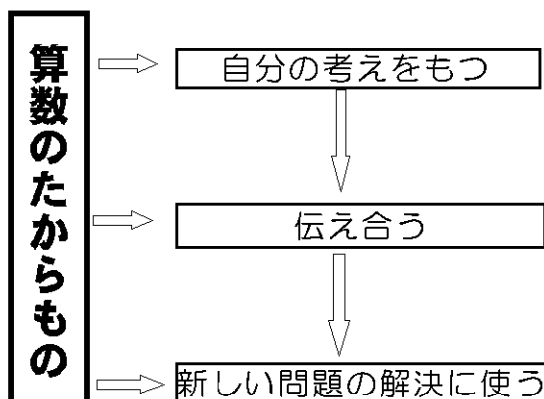 算数のたからもの
自分の考えをもつ
伝え合う
新しい問題の解決に使う